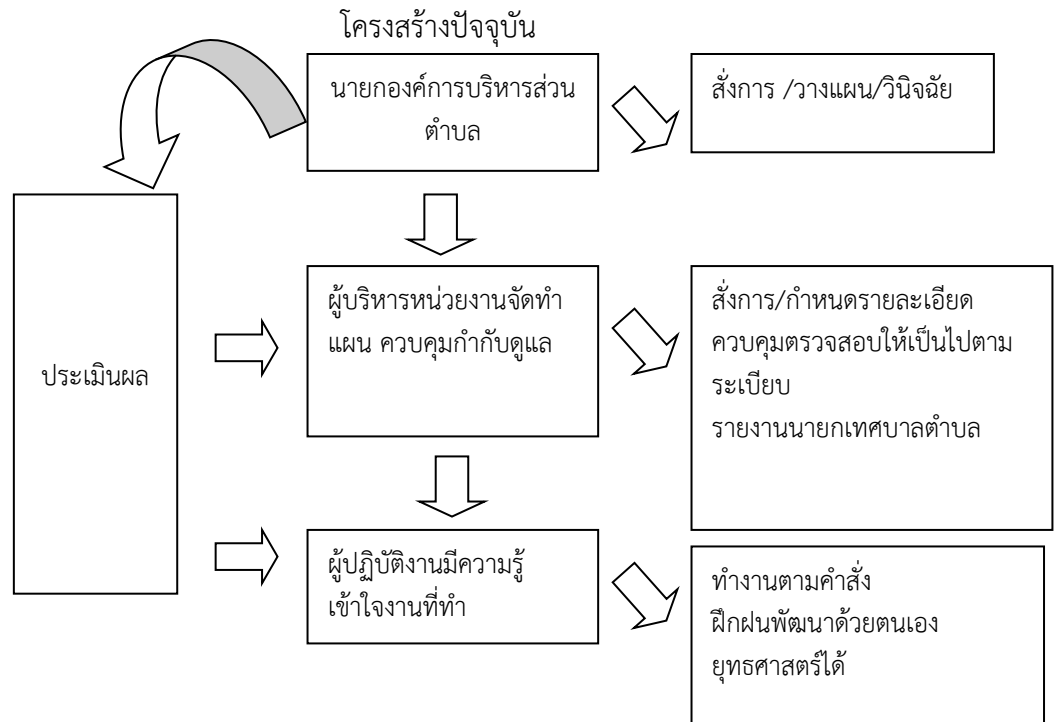 โครงสร้างปัจจุบัน
นายกองค์การบริหารส่วน
ตำบล
สั่งการ /วางแผน/วินิจฉัย
ผู้บริหารหน่วยงานจัดทำ
แผน ควบคุมกำกับดูแล
สั่งการ/กำหนดรายละเอียด
ควบคุมตรวจสอบให้เป็นไปตาม
ระเบียบ
รายงานนายกเทศบาลตำบล
ประเมินผล
ผู้ปฏิบัติงานมีความรู้
เข้าใจงานที่ทำ
ทำงานตามคำสั่ง
ฝึกฝนพัฒนาด้วยตนเอง
ยุทธศาสตร์ได้